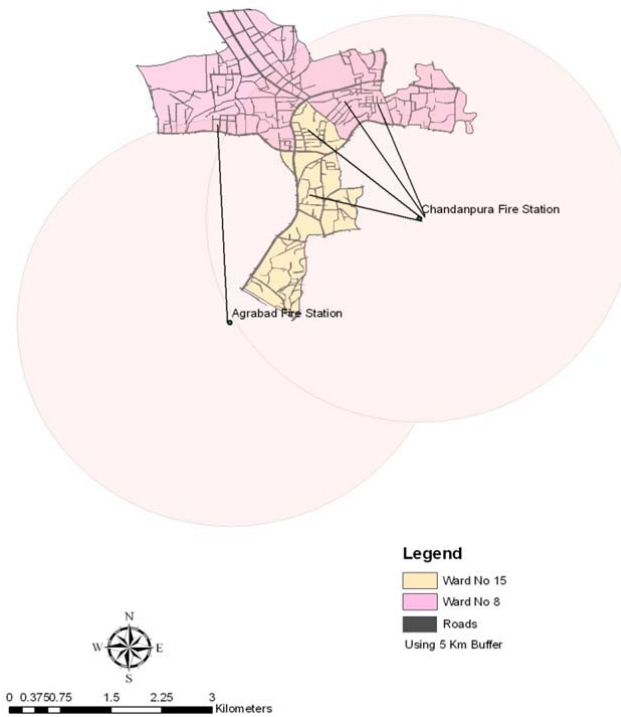 Chandanpura Fire Station
Agrabad Fire Station
Legend
Ward No 15
Ward No 8
Roads
Using 5 Km Buffer
N
W E
S
0 0.3750.75 1.5 2.25 3
Kilometers